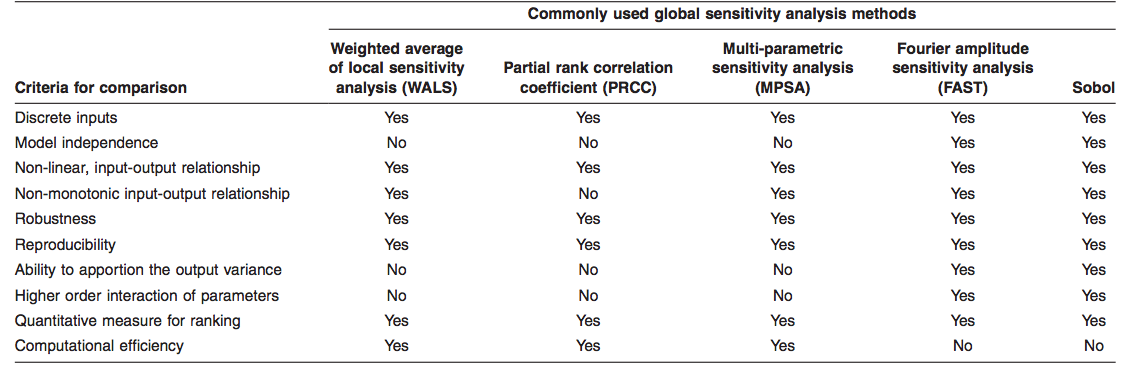 Commonly used global sensitivity analysis methods
Weighted average Multi-parametric Fourier amplitude
of local sensitivity Partial rank correlation sensitivity analysis sensitivity analysis
Criteria for comparison analysis (WALS) coefficient (PRCC) (MPSA) (FAST) Sobol
Discrete inputs Yes Yes Yes Yes Yes
Model independence No No No Yes Yes
Non-linear, input-output relationship Yes Yes Yes Yes Yes
Non-monotonic input-output relationship Yes No Yes Yes Yes
Robustness Yes Yes Yes Yes Yes
Reproducibility Yes Yes Yes Yes Yes
Ability to apportion the output variance No No No Yes Yes
Higher order interaction of parameters No No No Yes Yes
Quantitative measure for ranking Yes Yes Yes Yes Yes
Computational efficiency Yes Yes Yes No No